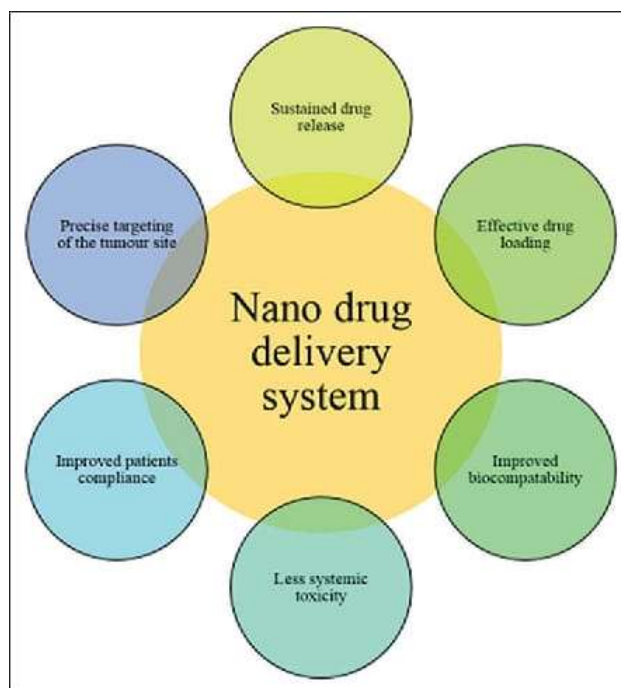 Sustained drug
release
Effective drug
loading
Improved
biocompatability
Less systemic
toxicity
Improved patients
compliance
Precise targeting
of the tumour site
Nano drug
delivery
system